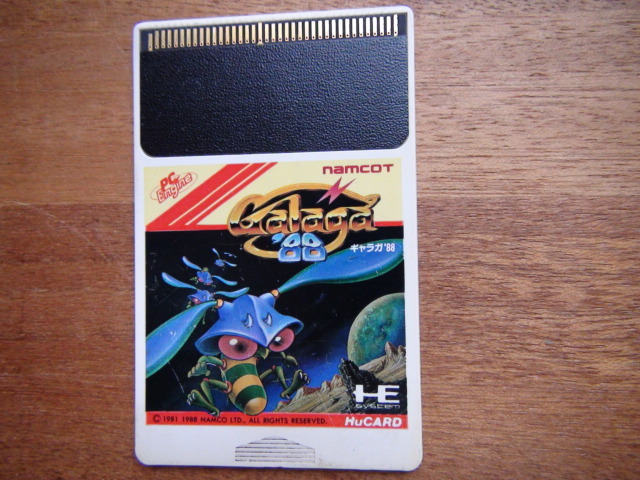 PC Engine
namcot
Galaga
'88
ギャラガ'88
HE
system
© 1981 1988 NAMCO LTD., ALL RIGHTS RESERVED.
HuCARD